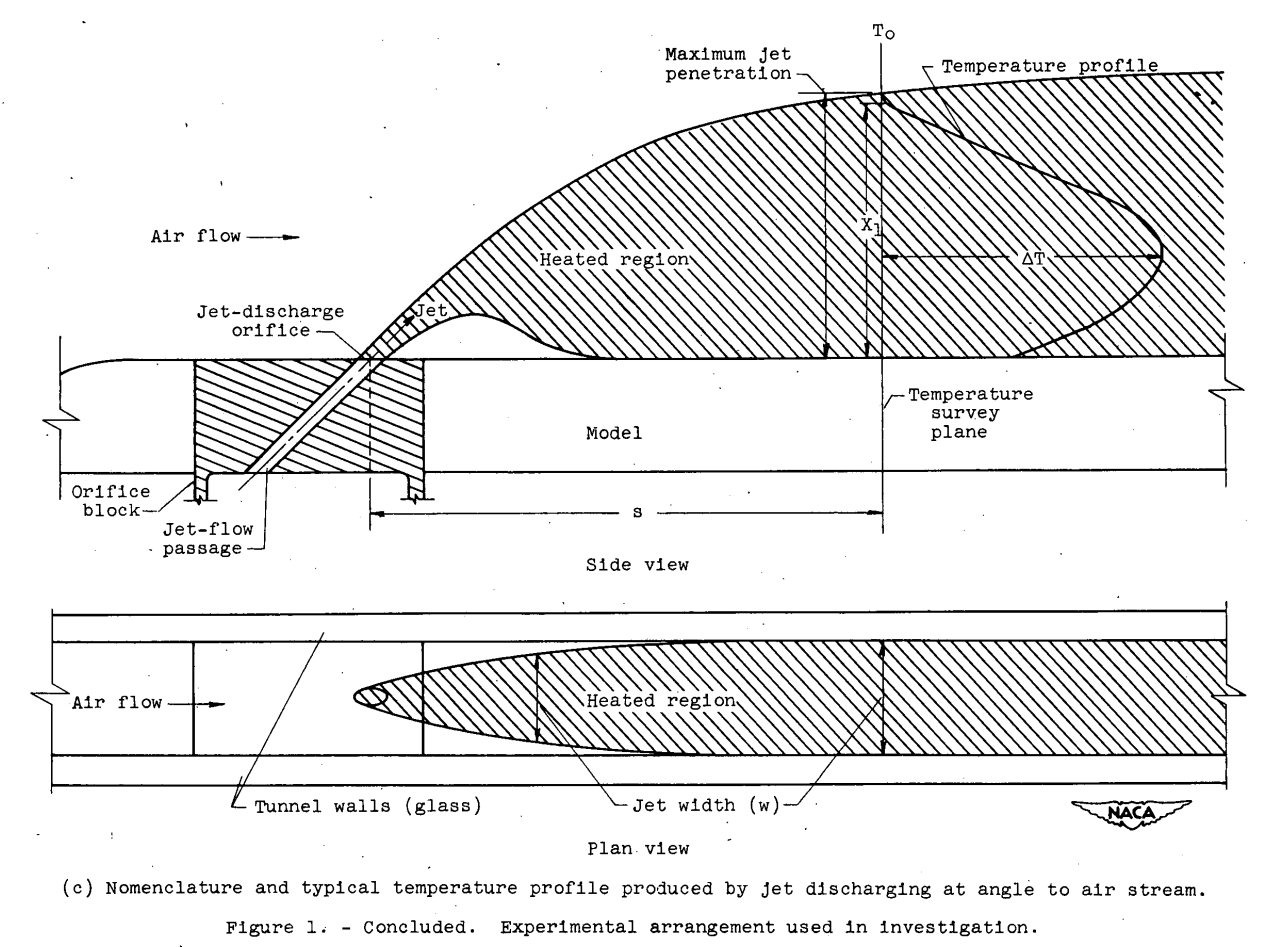 T₀
Maximum jet
penetration
Temperature profile
Air flow
X₁
Heated region
ΔT
Jet-discharge
orifice
Jet
Temperature
survey
plane
Model
Orifice
block
Jet-flow
passage
s
Side view
Air flow
Heated region
Tunnel walls (glass)
Jet width (w)
NACA
Plan view
(c) Nomenclature and typical temperature profile produced by jet discharging at angle to air stream.
Figure 1. - Concluded. Experimental arrangement used in investigation.